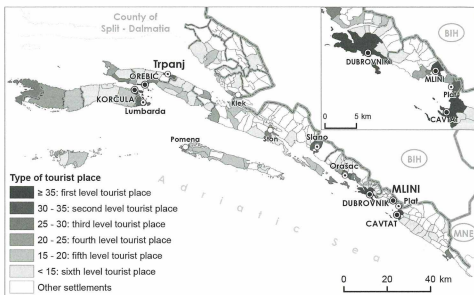 County of
Split - Dalmatia
BIH
DUBROVNIK
MLINI
Plat
CAVTAT
0 5 km
Trpanj
OREBIĆ
KORČULA
Lumbarda
Klek
Pomena
Ston
Slano
BIH
Orašac
MLINI
DUBROVNIK
Plat
CAVTAT
MNE
Adriatic Sea
Type of tourist place
≥ 35: first level tourist place
30 - 35: second level tourist place
25 - 30: third level tourist place
20 - 25: fourth level tourist place
15 - 20: fifth level tourist place
< 15: sixth level tourist place
Other settlements
0 20 40 km